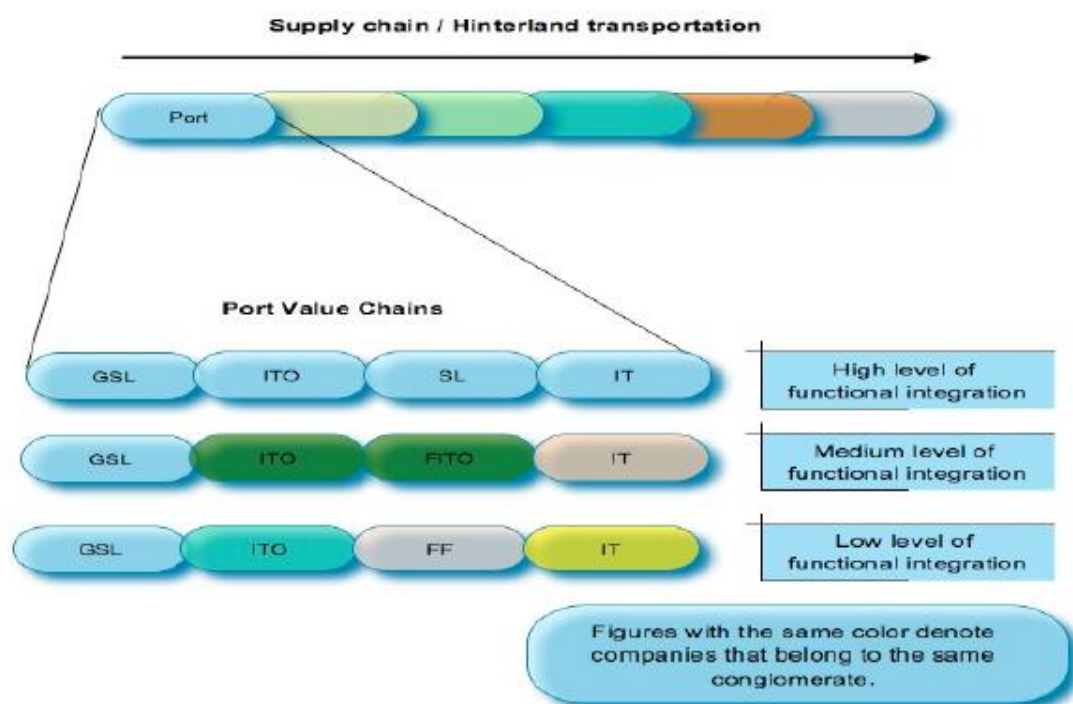 Supply chain / Hinterland transportation
Port
Port Value Chains
GSL ITO SL IT
High level of
functional integration
GSL ITO FITO IT
Medium level of
functional integration
GSL ITO FF IT
Low level of
functional integration
Figures with the same color denote
companies that belong to the same
conglomerate.